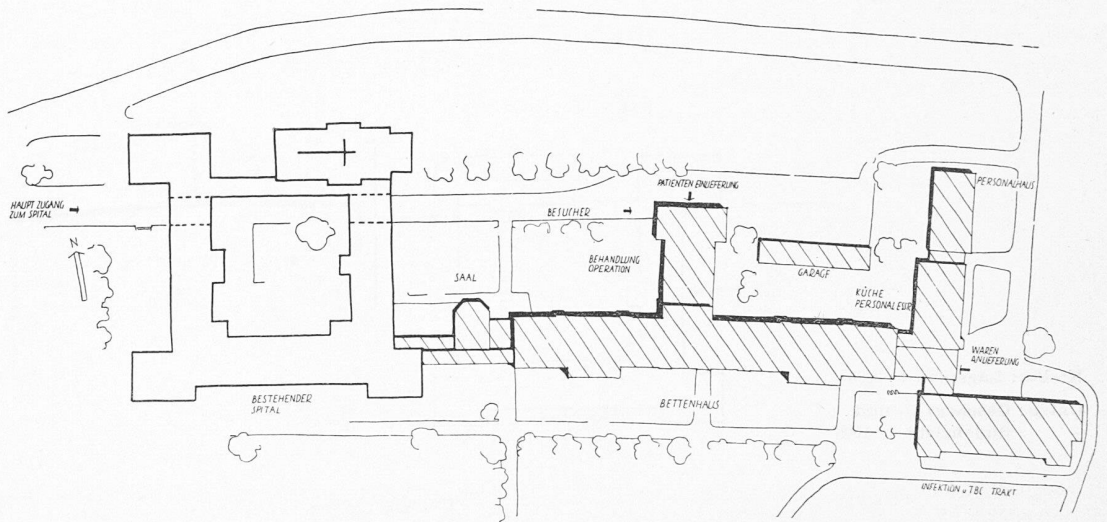 PERSONALHAUS
PATIENTEN EINLIEFERUNG
HAUPT ZUGANG
ZUM SPITAL
BESUCHER
N
BEHANDLUNG
OPERATION
SAAL
GARAGE
KÜCHE
WAREN
ANLIEFERUNG
BESTEHENDER
SPITAL
BETTENHAUS
INFEKTION u TBC TRAKT